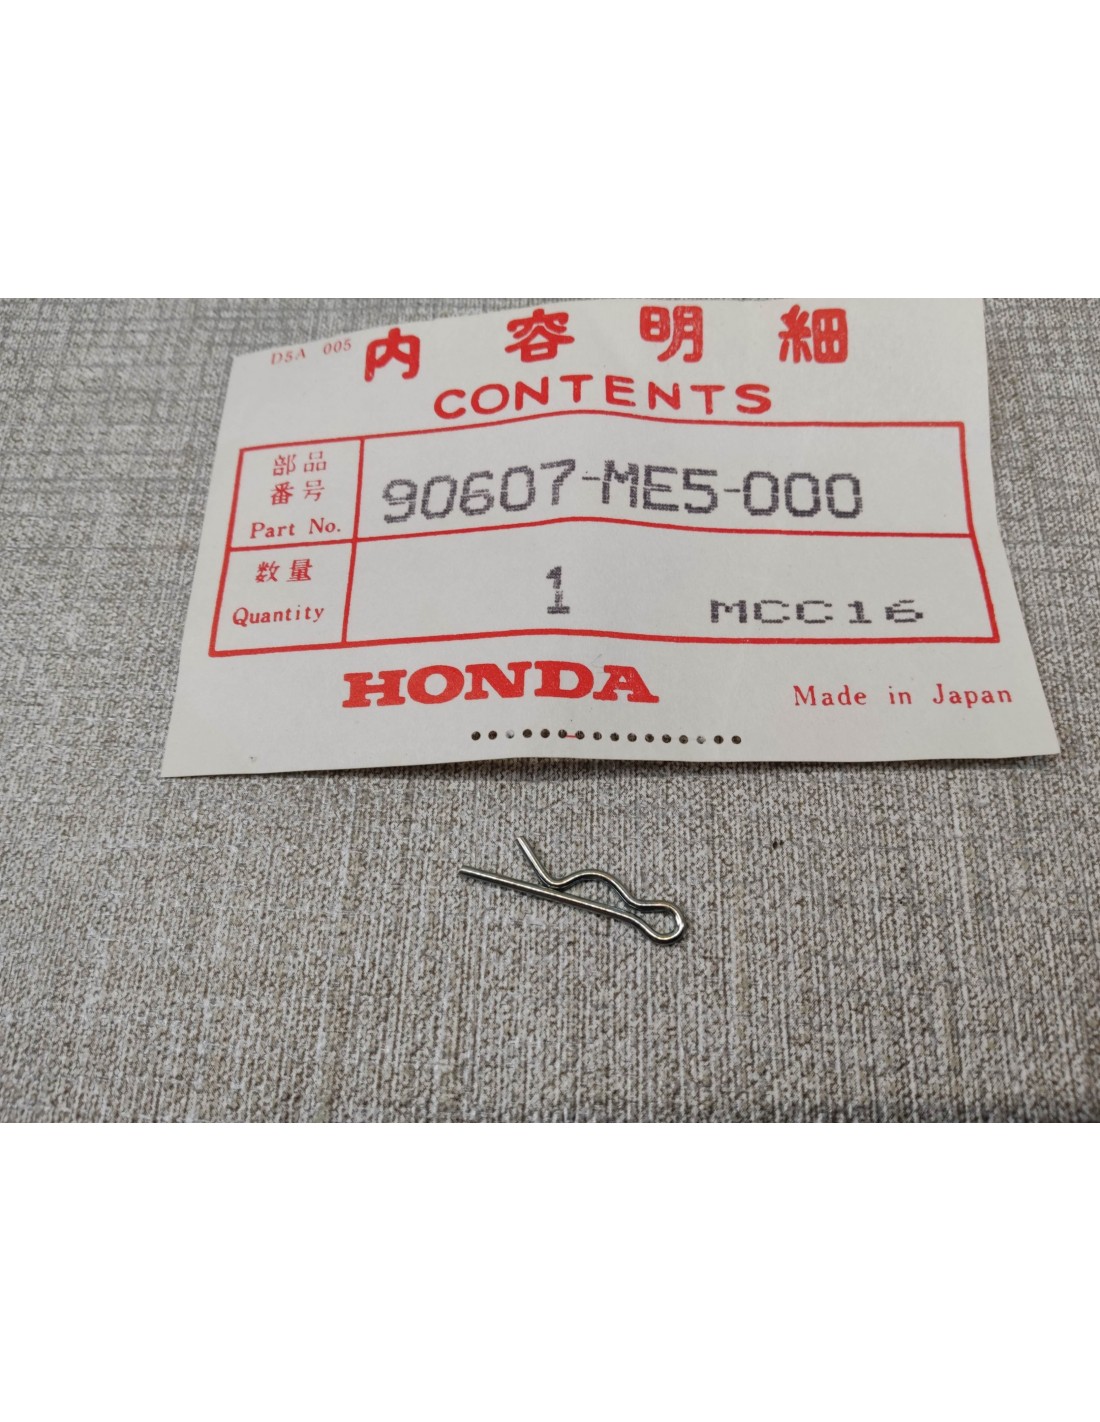 D5A 005
内容明細
CONTENTS
部品
番号
Part No.
90607-ME5-000
数量
Quantity
1
MCC16
HONDA
Made in Japan